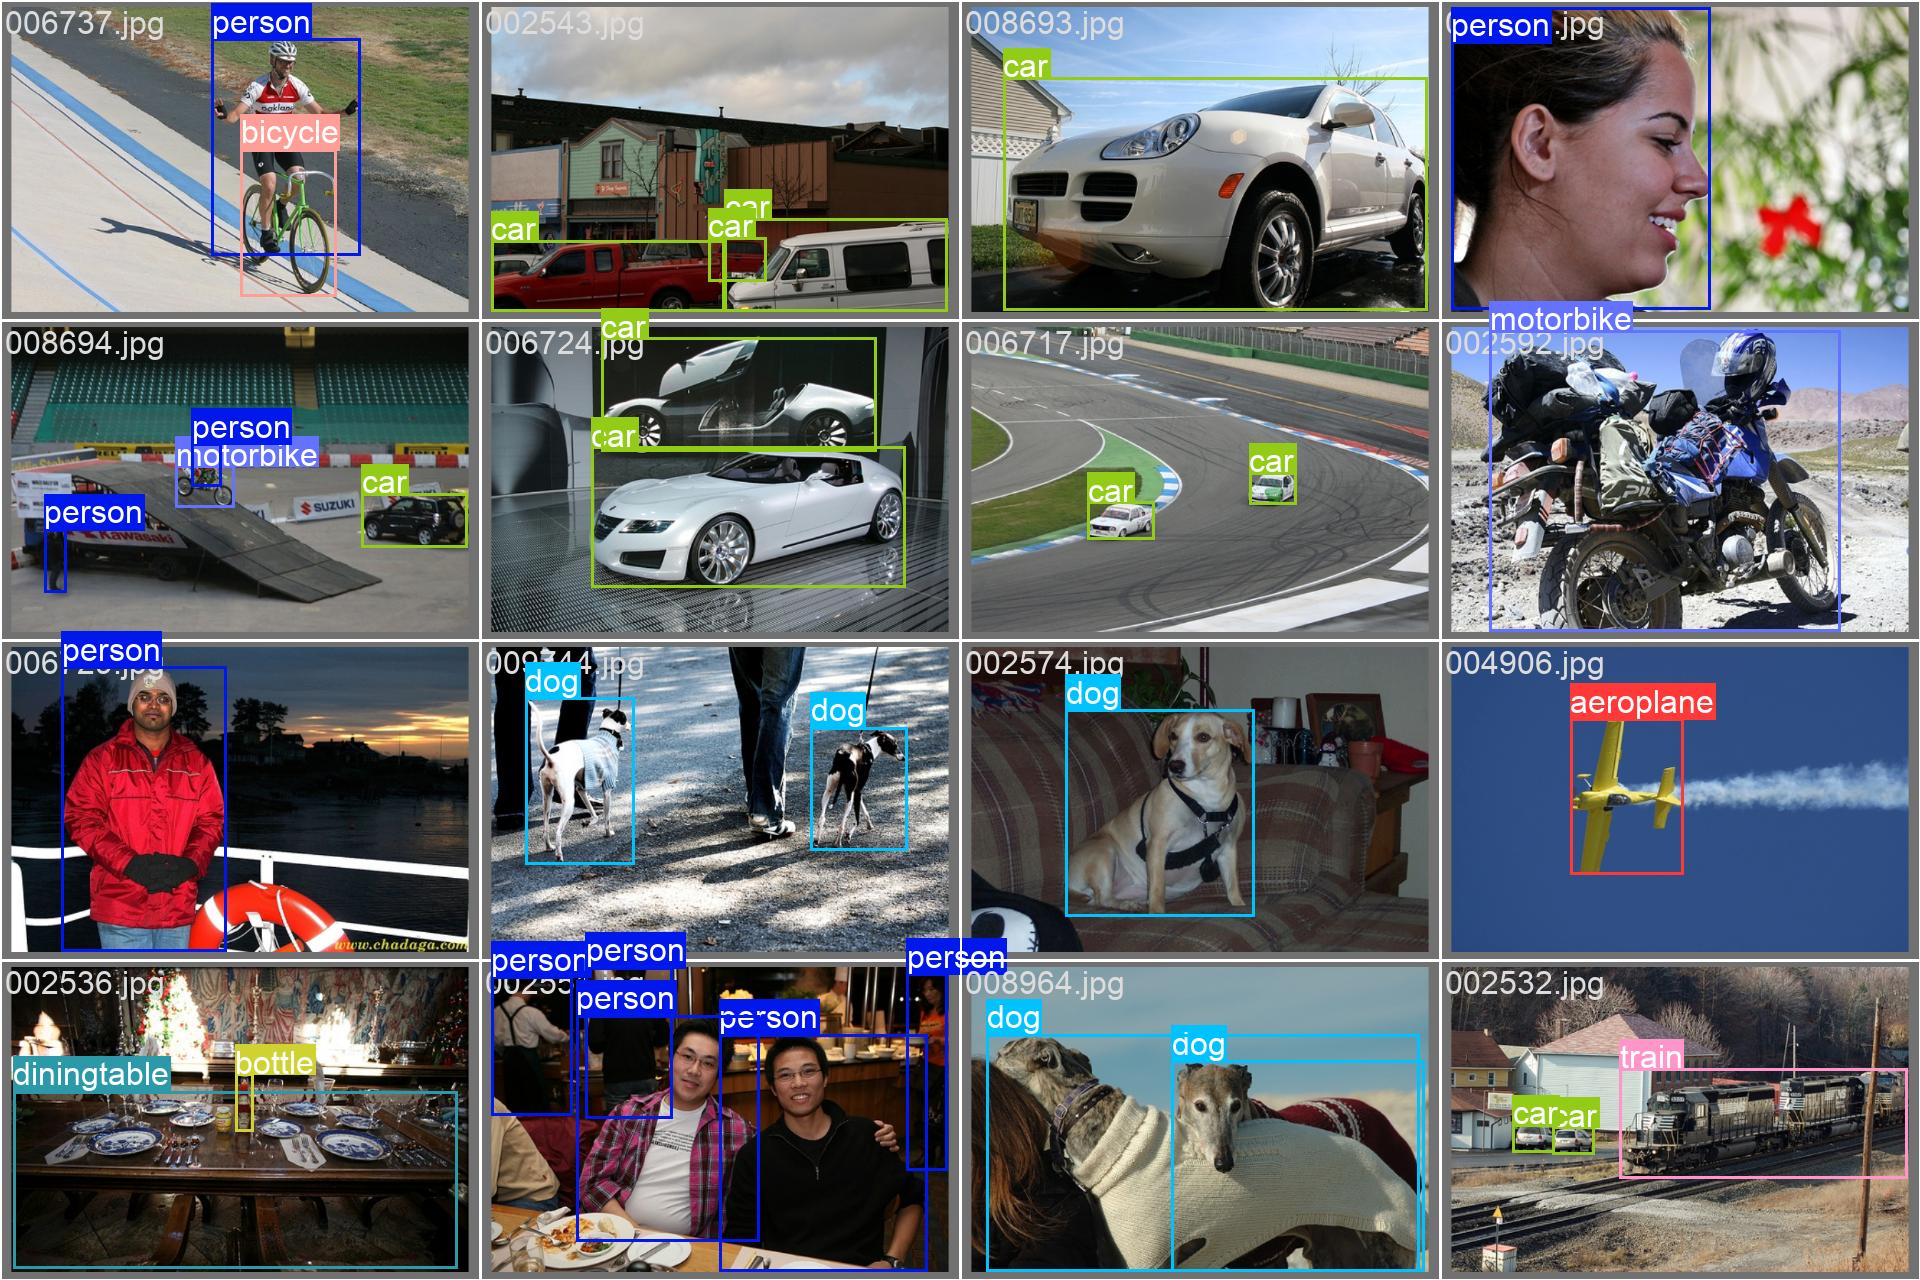 006737.jpg
person
bicycle
oakland
002543.jpg
car
car
car
008693.jpg
car
person
.jpg
008694.jpg
person
motorbike
person
car
SUZUKI
Kawasaki
006724.jpg
car
car
006717.jpg
car
car
motorbike
002592.jpg
person
dog
dog
www.chadaga.com
002574.jpg
dog
004906.jpg
aeroplane
002536.jpg
diningtable
bottle
person
person
person
person
person
008964.jpg
dog
dog
002532.jpg
train
car
car